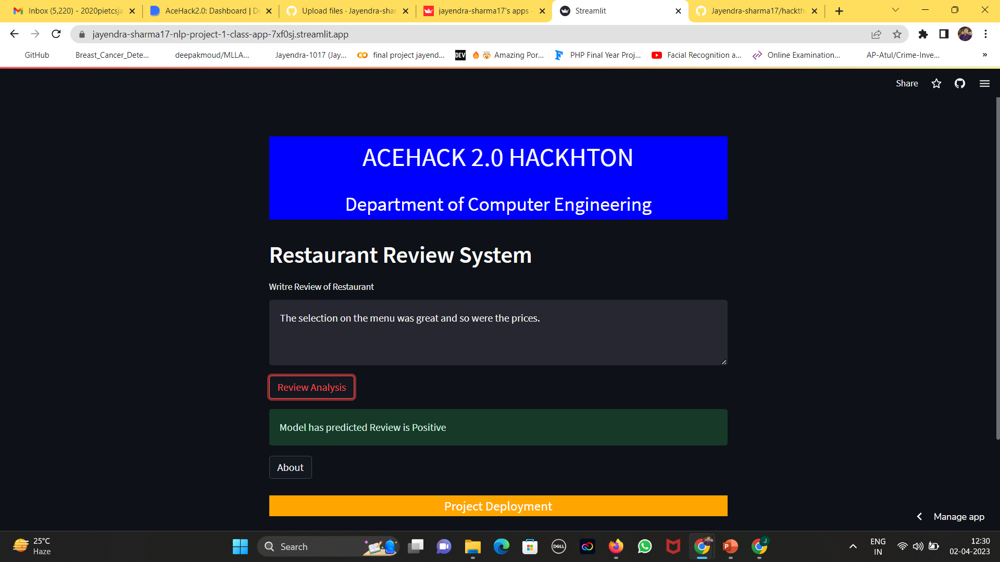 Inbox (5,220) - 2020pietcsja
AceHack2.0: Dashboard | De
Upload files · Jayendra-shar
jayendra-sharma17's apps ·
Streamlit
Jayendra-sharma17/hackthe
jayendra-sharma17-nlp-project-1-class-app-7xf0sj.streamlit.app
GitHub
Breast_Cancer_Dete...
deepakmoud/MLLA...
Jayendra-1017 (Jay...
final project jayend...
DEV
Amazing Por...
PHP Final Year Proj...
Facial Recognition a...
Online Examination...
AP-Atul/Crime-Inve...
»
Share
ACEHACK 2.0 HACKHTON
Department of Computer Engineering
Restaurant Review System
Writre Review of Restaurant
The selection on the menu was great and so were the prices.
Review Analysis
Model has predicted Review is Positive
About
Project Deployment
Manage app
25°C
Haze
Search
DELL
P
J
ENG
IN
12:30
02-04-2023